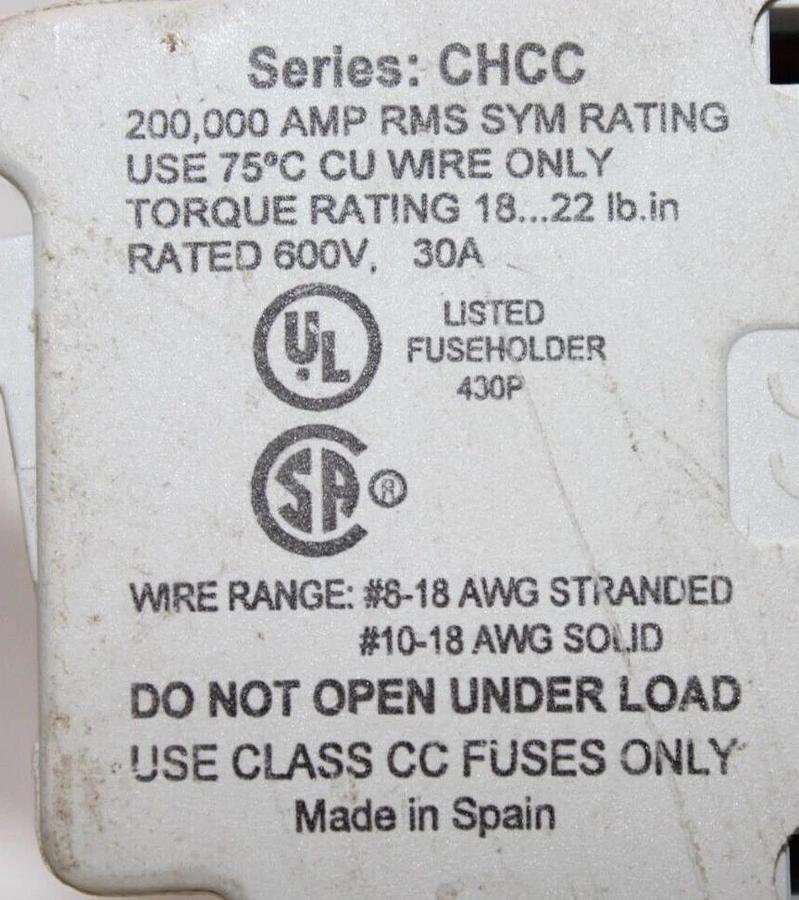 Series: CHCC
200,000 AMP RMS SYM RATING
USE 75°C CU WIRE ONLY
TORQUE RATING 18...22 lb.in
RATED 600V, 30A
UL
LISTED
FUSEHOLDER
430P
SA ®
WIRE RANGE: #8-18 AWG STRANDED
#10-18 AWG SOLID
DO NOT OPEN UNDER LOAD
USE CLASS CC FUSES ONLY
Made in Spain